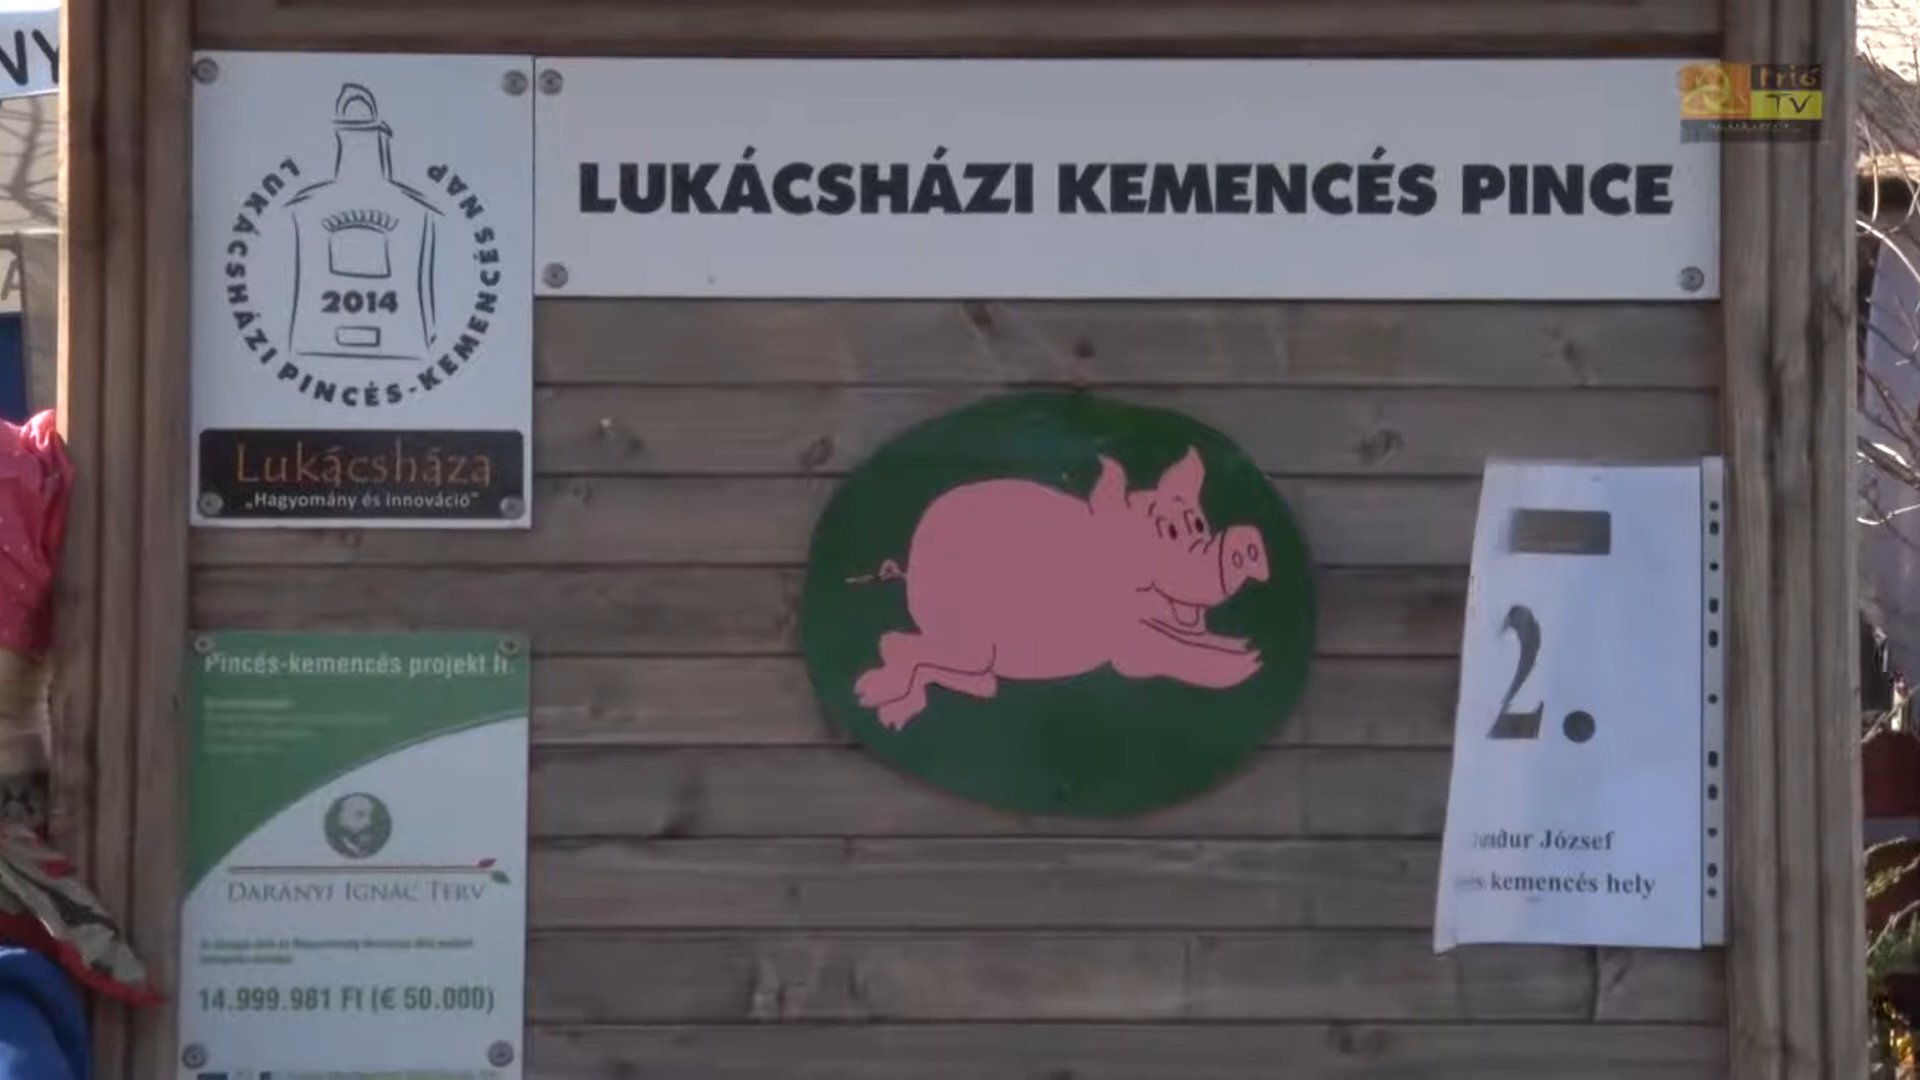 LUKÁCSHÁZI PINCÉS-KEMENCÉS NAP
2014
Lukácsháza
„Hagyomány és innováció”
LUKÁCSHÁZI KEMENCÉS PINCE
Trió
TV
2.
József
kemencés hely
Pincés-kemencés projekt II.
DARÁNYI IGNÁC TERV
14.999.981 Ft (€ 50.000)